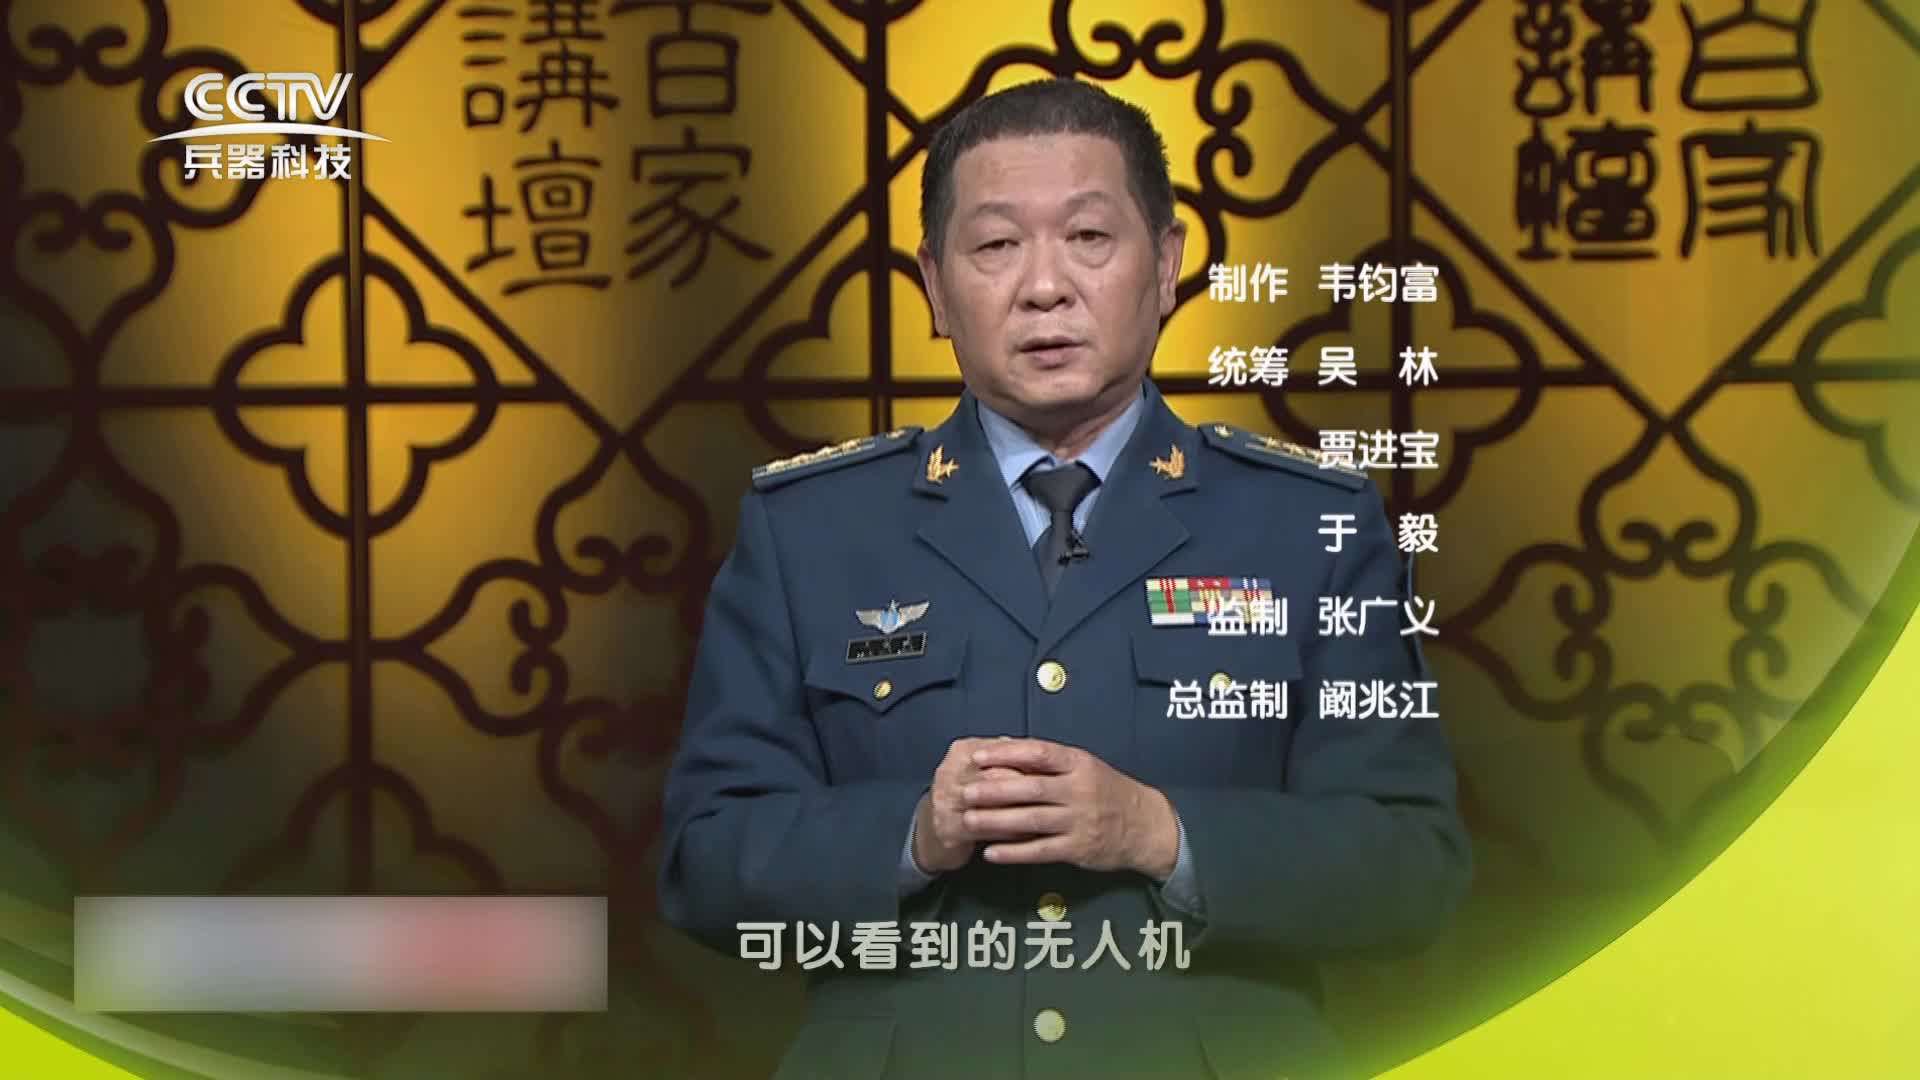 CCTV
兵器科技
百家
講壇
百家
講壇
制作 韦钧富
统筹 吴 林
贾进宝
于 毅
监制 张广义
总监制 阚兆江
可以看到的无人机